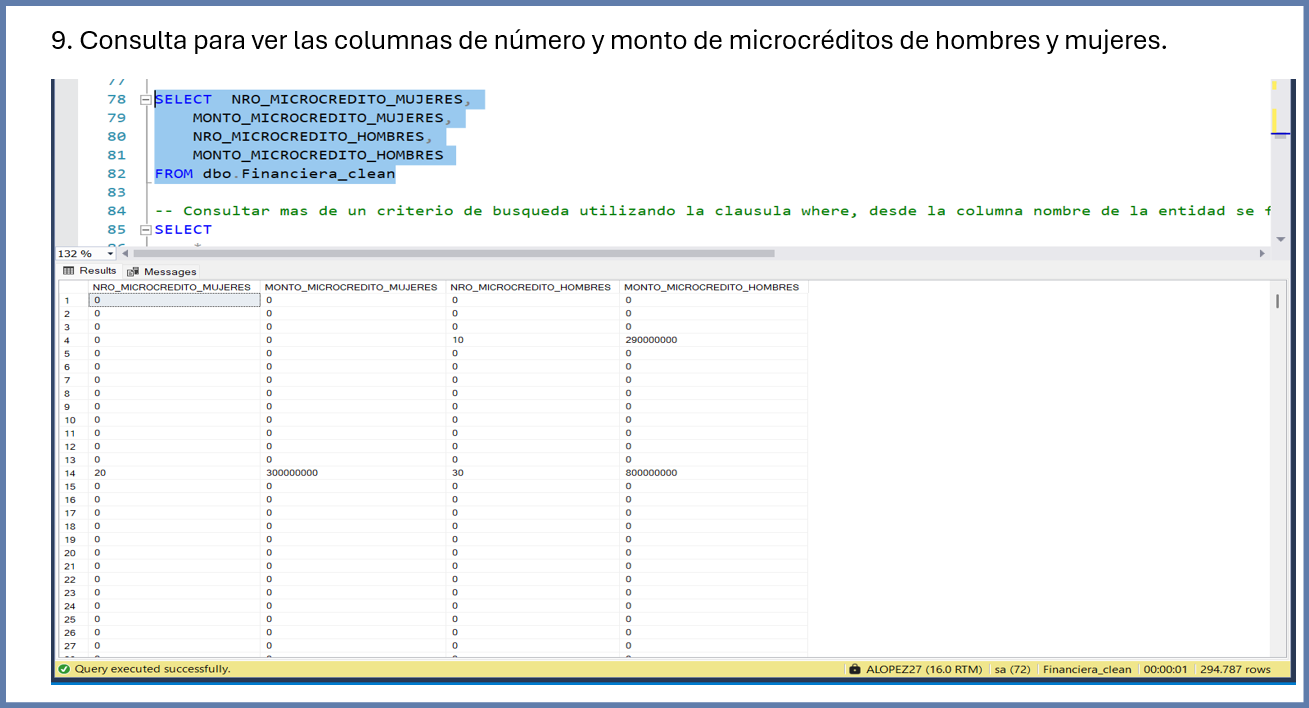 9. Consulta para ver las columnas de número y monto de microcréditos de hombres y mujeres.
77
78 SELECT NRO_MICROCREDITO_MUJERES,
79 MONTO_MICROCREDITO_MUJERES,
80 NRO_MICROCREDITO_HOMBRES,
81 MONTO_MICROCREDITO_HOMBRES
82 FROM dbo.Financiera_clean
83
84 -- Consultar mas de un criterio de busqueda utilizando la clausula where, desde la columna nombre de la entidad se f
85 SELECT
86 *
132 %
Results Messages
NRO_MICROCREDITO_MUJERES MONTO_MICROCREDITO_MUJERES NRO_MICROCREDITO_HOMBRES MONTO_MICROCREDITO_HOMBRES
1 0 0 0 0
2 0 0 0 0
3 0 0 0 0
4 0 0 10 290000000
5 0 0 0 0
6 0 0 0 0
7 0 0 0 0
8 0 0 0 0
9 0 0 0 0
10 0 0 0 0
11 0 0 0 0
12 0 0 0 0
13 0 0 0 0
14 20 300000000 30 800000000
15 0 0 0 0
16 0 0 0 0
17 0 0 0 0
18 0 0 0 0
19 0 0 0 0
20 0 0 0 0
21 0 0 0 0
22 0 0 0 0
23 0 0 0 0
24 0 0 0 0
25 0 0 0 0
26 0 0 0 0
27 0 0 0 0
Query executed successfully. ALOPEZ27 (16.0 RTM) sa (72) Financiera_clean 00:00:01 294.787 rows